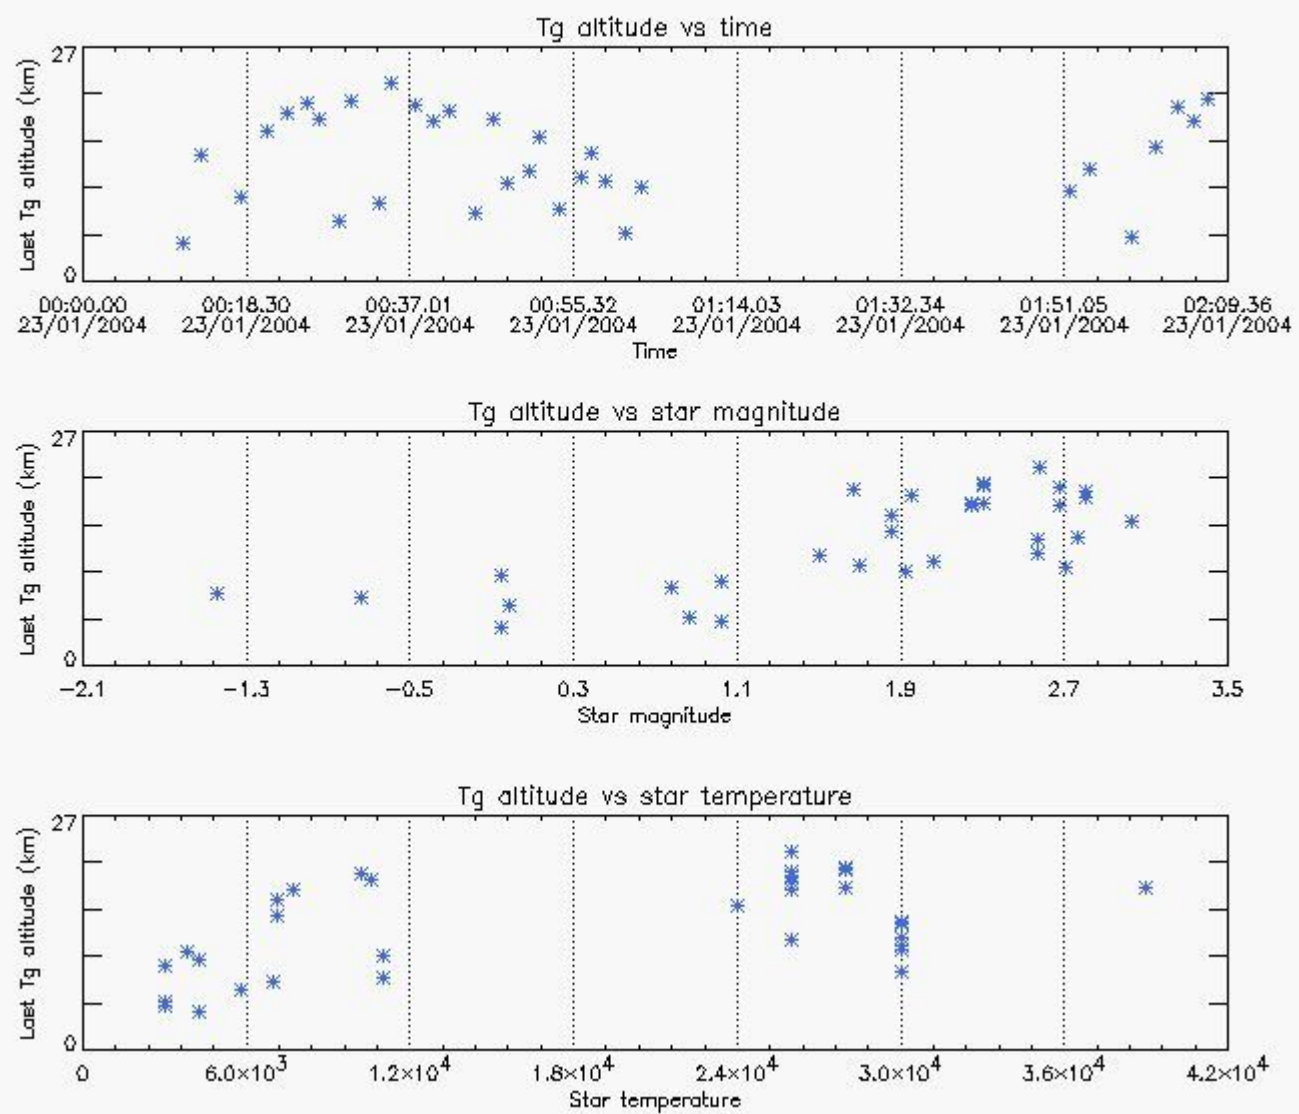 Tg altitude vs time
27
Last Tg altitude (km)
0
00:00.00 00:18.30 00:37.01 00:55.32 01:14.03 01:32.34 01:51.05 02:09.36
23/01/2004 23/01/2004 23/01/2004 23/01/2004 23/01/2004 23/01/2004 23/01/2004 23/01/2004
Time
Tg altitude vs star magnitude
27
Last Tg altitude (km)
0
−2.1 −1.3 −0.5 0.3 1.1 1.9 2.7 3.5
Star magnitude
Tg altitude vs star temperature
27
Last Tg altitude (km)
0
0 6.0×10³ 1.2×10⁴ 1.8×10⁴ 2.4×10⁴ 3.0×10⁴ 3.6×10⁴ 4.2×10⁴
Star temperature